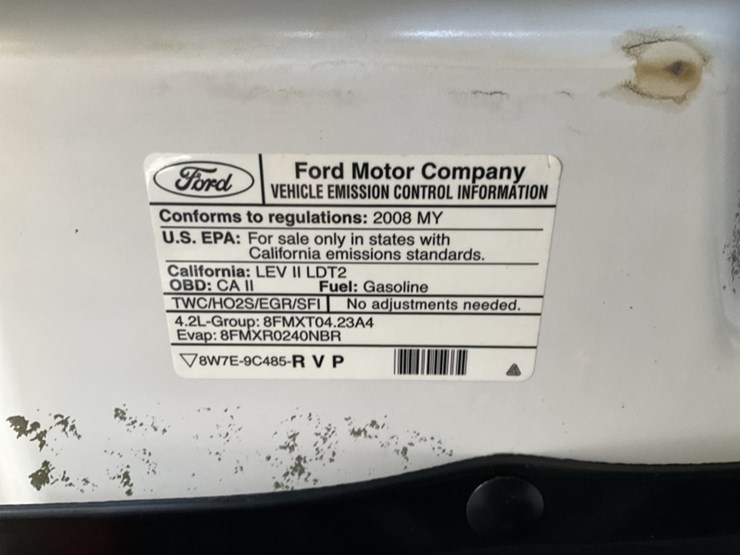 Ford
Ford Motor Company
VEHICLE EMISSION CONTROL INFORMATION
Conforms to regulations: 2008 MY
U.S. EPA: For sale only in states with
California emissions standards.
California: LEV II LDT2
OBD: CA II Fuel: Gasoline
TWC/HO2S/EGR/SFI No adjustments needed.
4.2L-Group: 8FMXT04.23A4
Evap: 8FMXR0240NBR
▽8W7E-9C485-R V P